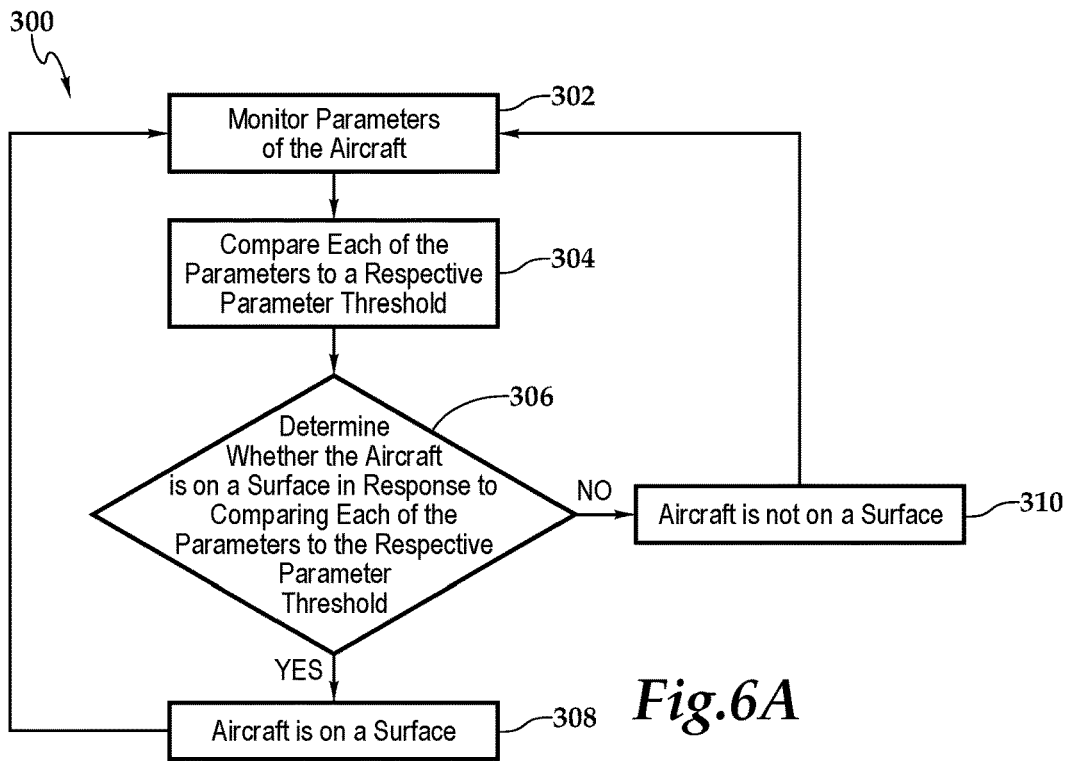 300
302
Monitor Parameters
of the Aircraft
Compare Each of the
Parameters to a Respective
Parameter Threshold
304
306
Determine
Whether the Aircraft
is on a Surface in Response to
Comparing Each of the
Parameters to the Respective
Parameter
Threshold
NO
Aircraft is not on a Surface
310
YES
Aircraft is on a Surface
308
Fig.6A